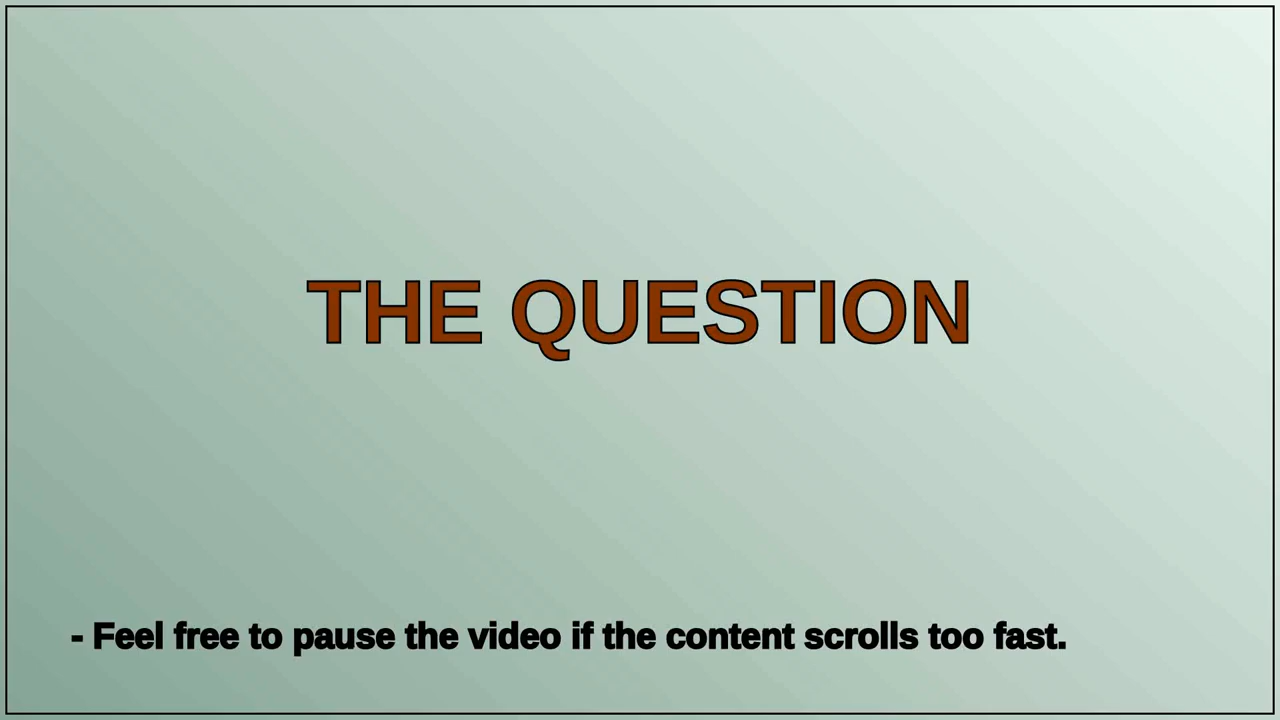 THE QUESTION
- Feel free to pause the video if the content scrolls too fast.